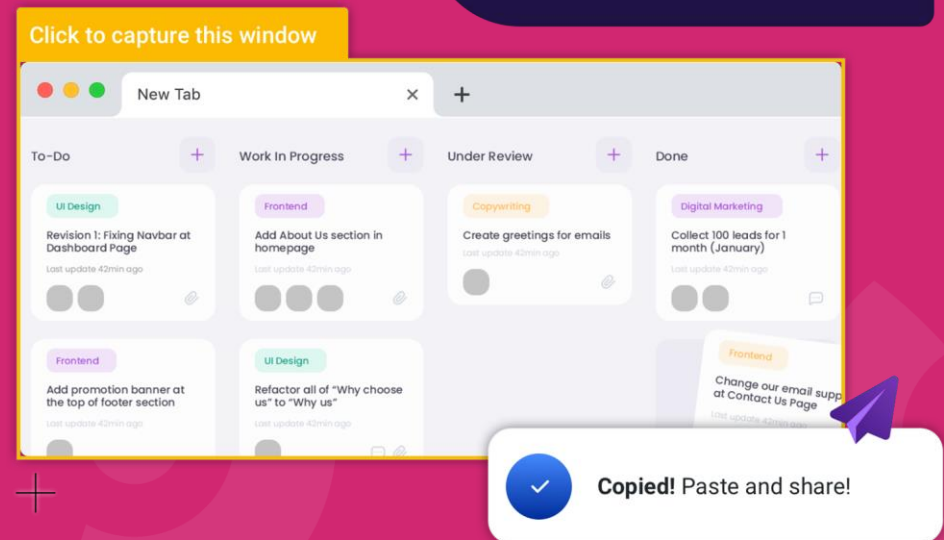 Click to capture this window
New Tab
To-Do
Work In Progress
Under Review
Done
UI Design
Revision 1: Fixing Navbar at
Dashboard Page
Last update 42min ago
Frontend
Add promotion banner at
the top of footer section
Last update 42min ago
Frontend
Add About Us section in
homepage
Last update 42min ago
UI Design
Refactor all of “Why choose
us” to “Why us”
Last update 42min ago
Copywriting
Create greetings for emails
Last update 42min ago
Digital Marketing
Collect 100 leads for 1
month (January)
Last update 42min ago
Frontend
Change our email supp
at Contact Us Page
Last update 42min ago
Copied! Paste and share!